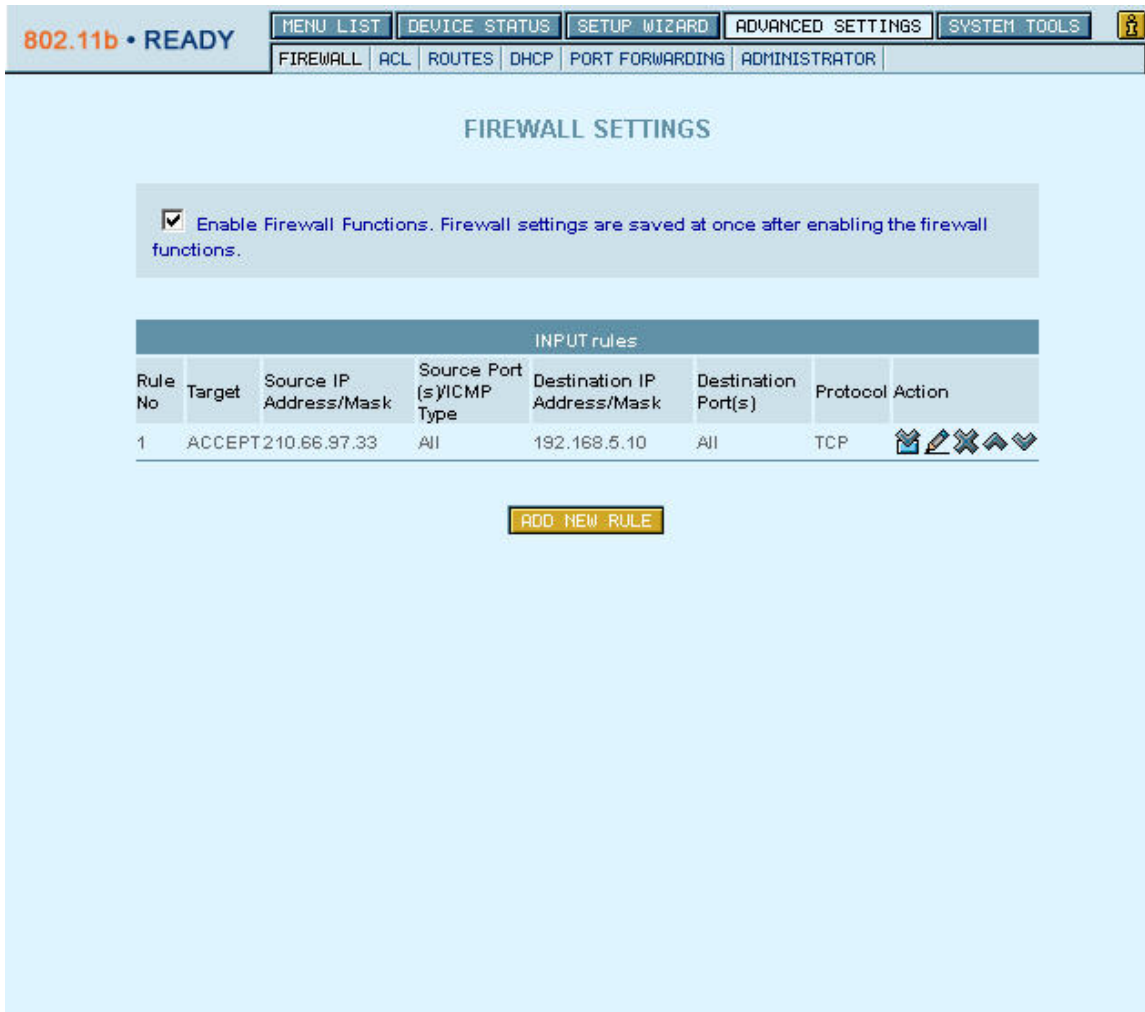 802.11b • READY
MENU LIST DEVICE STATUS SETUP WIZARD ADVANCED SETTINGS SYSTEM TOOLS
FIREWALL ACL ROUTES DHCP PORT FORWARDING ADMINISTRATOR
FIREWALL SETTINGS
Enable Firewall Functions. Firewall settings are saved at once after enabling the firewall
functions.
INPUT rules
Rule No Target Source IP Address/Mask Source Port (s)/ICMP Type Destination IP Address/Mask Destination Port(s) Protocol Action
1 ACCEPT 210.66.97.33 All 192.168.5.10 All TCP
ADD NEW RULE